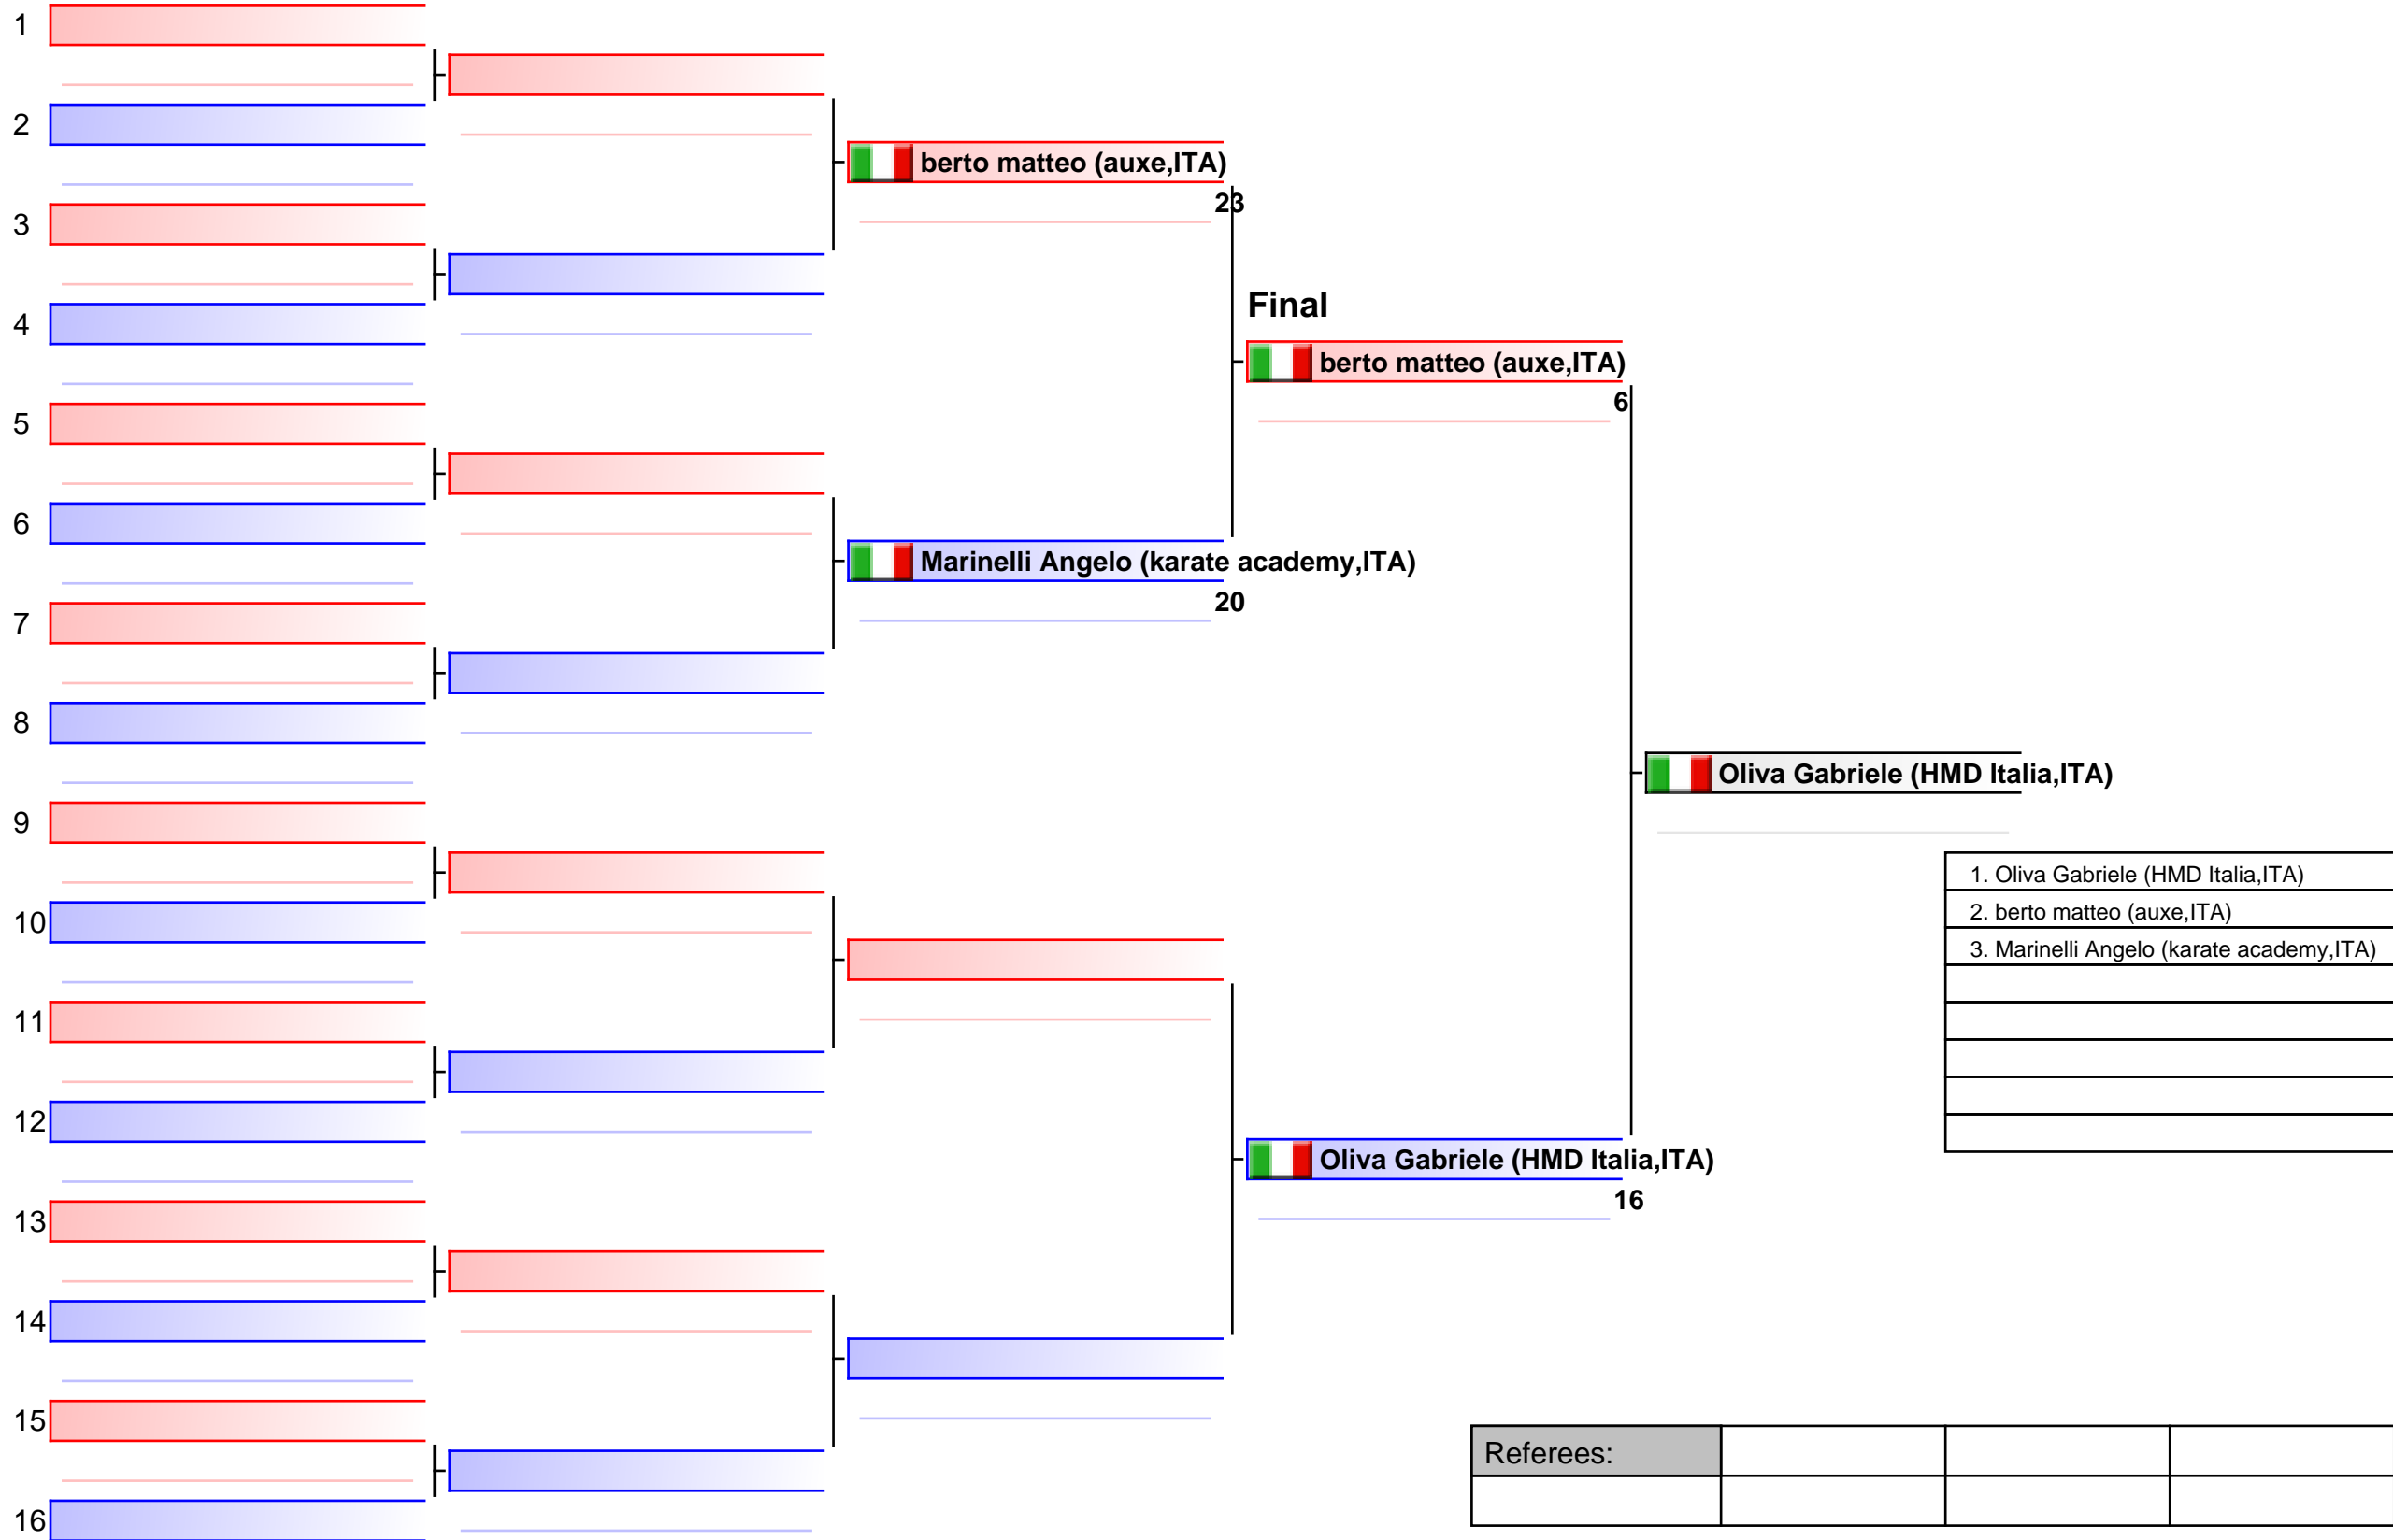 1
2
berto matteo (auxe,ITA)
23
3
Final
4
berto matteo (auxe,ITA)
6
5
6
Marinelli Angelo (karate academy,ITA)
20
7
8
Oliva Gabriele (HMD Italia,ITA)
9
1. Oliva Gabriele (HMD Italia,ITA)
2. berto matteo (auxe,ITA)
3. Marinelli Angelo (karate academy,ITA)
10
11
12
Oliva Gabriele (HMD Italia,ITA)
16
13
14
15
Referees:
16